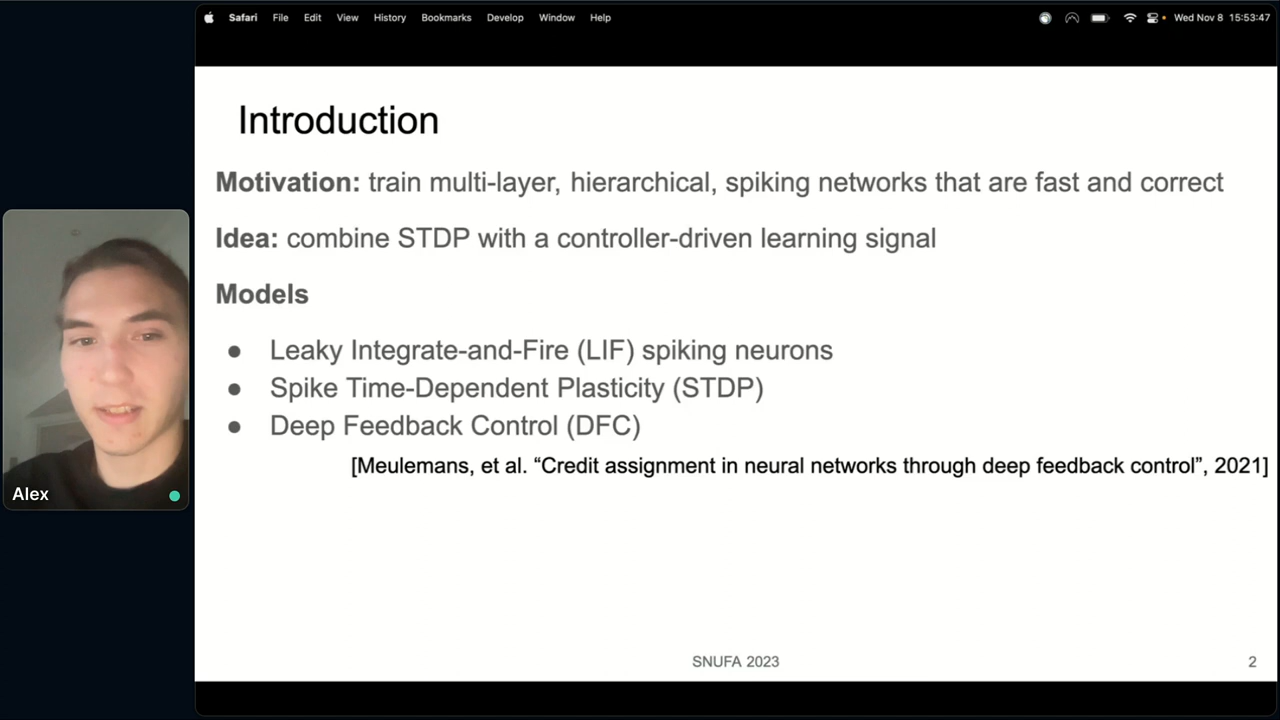 Safari File Edit View History Bookmarks Develop Window Help Wed Nov 8 15:53:47
Introduction
Motivation: train multi-layer, hierarchical, spiking networks that are fast and correct
Idea: combine STDP with a controller-driven learning signal
Models
● Leaky Integrate-and-Fire (LIF) spiking neurons
● Spike Time-Dependent Plasticity (STDP)
● Deep Feedback Control (DFC)
[Meulemans, et al. “Credit assignment in neural networks through deep feedback control”, 2021]
Alex
SNUFA 2023 2